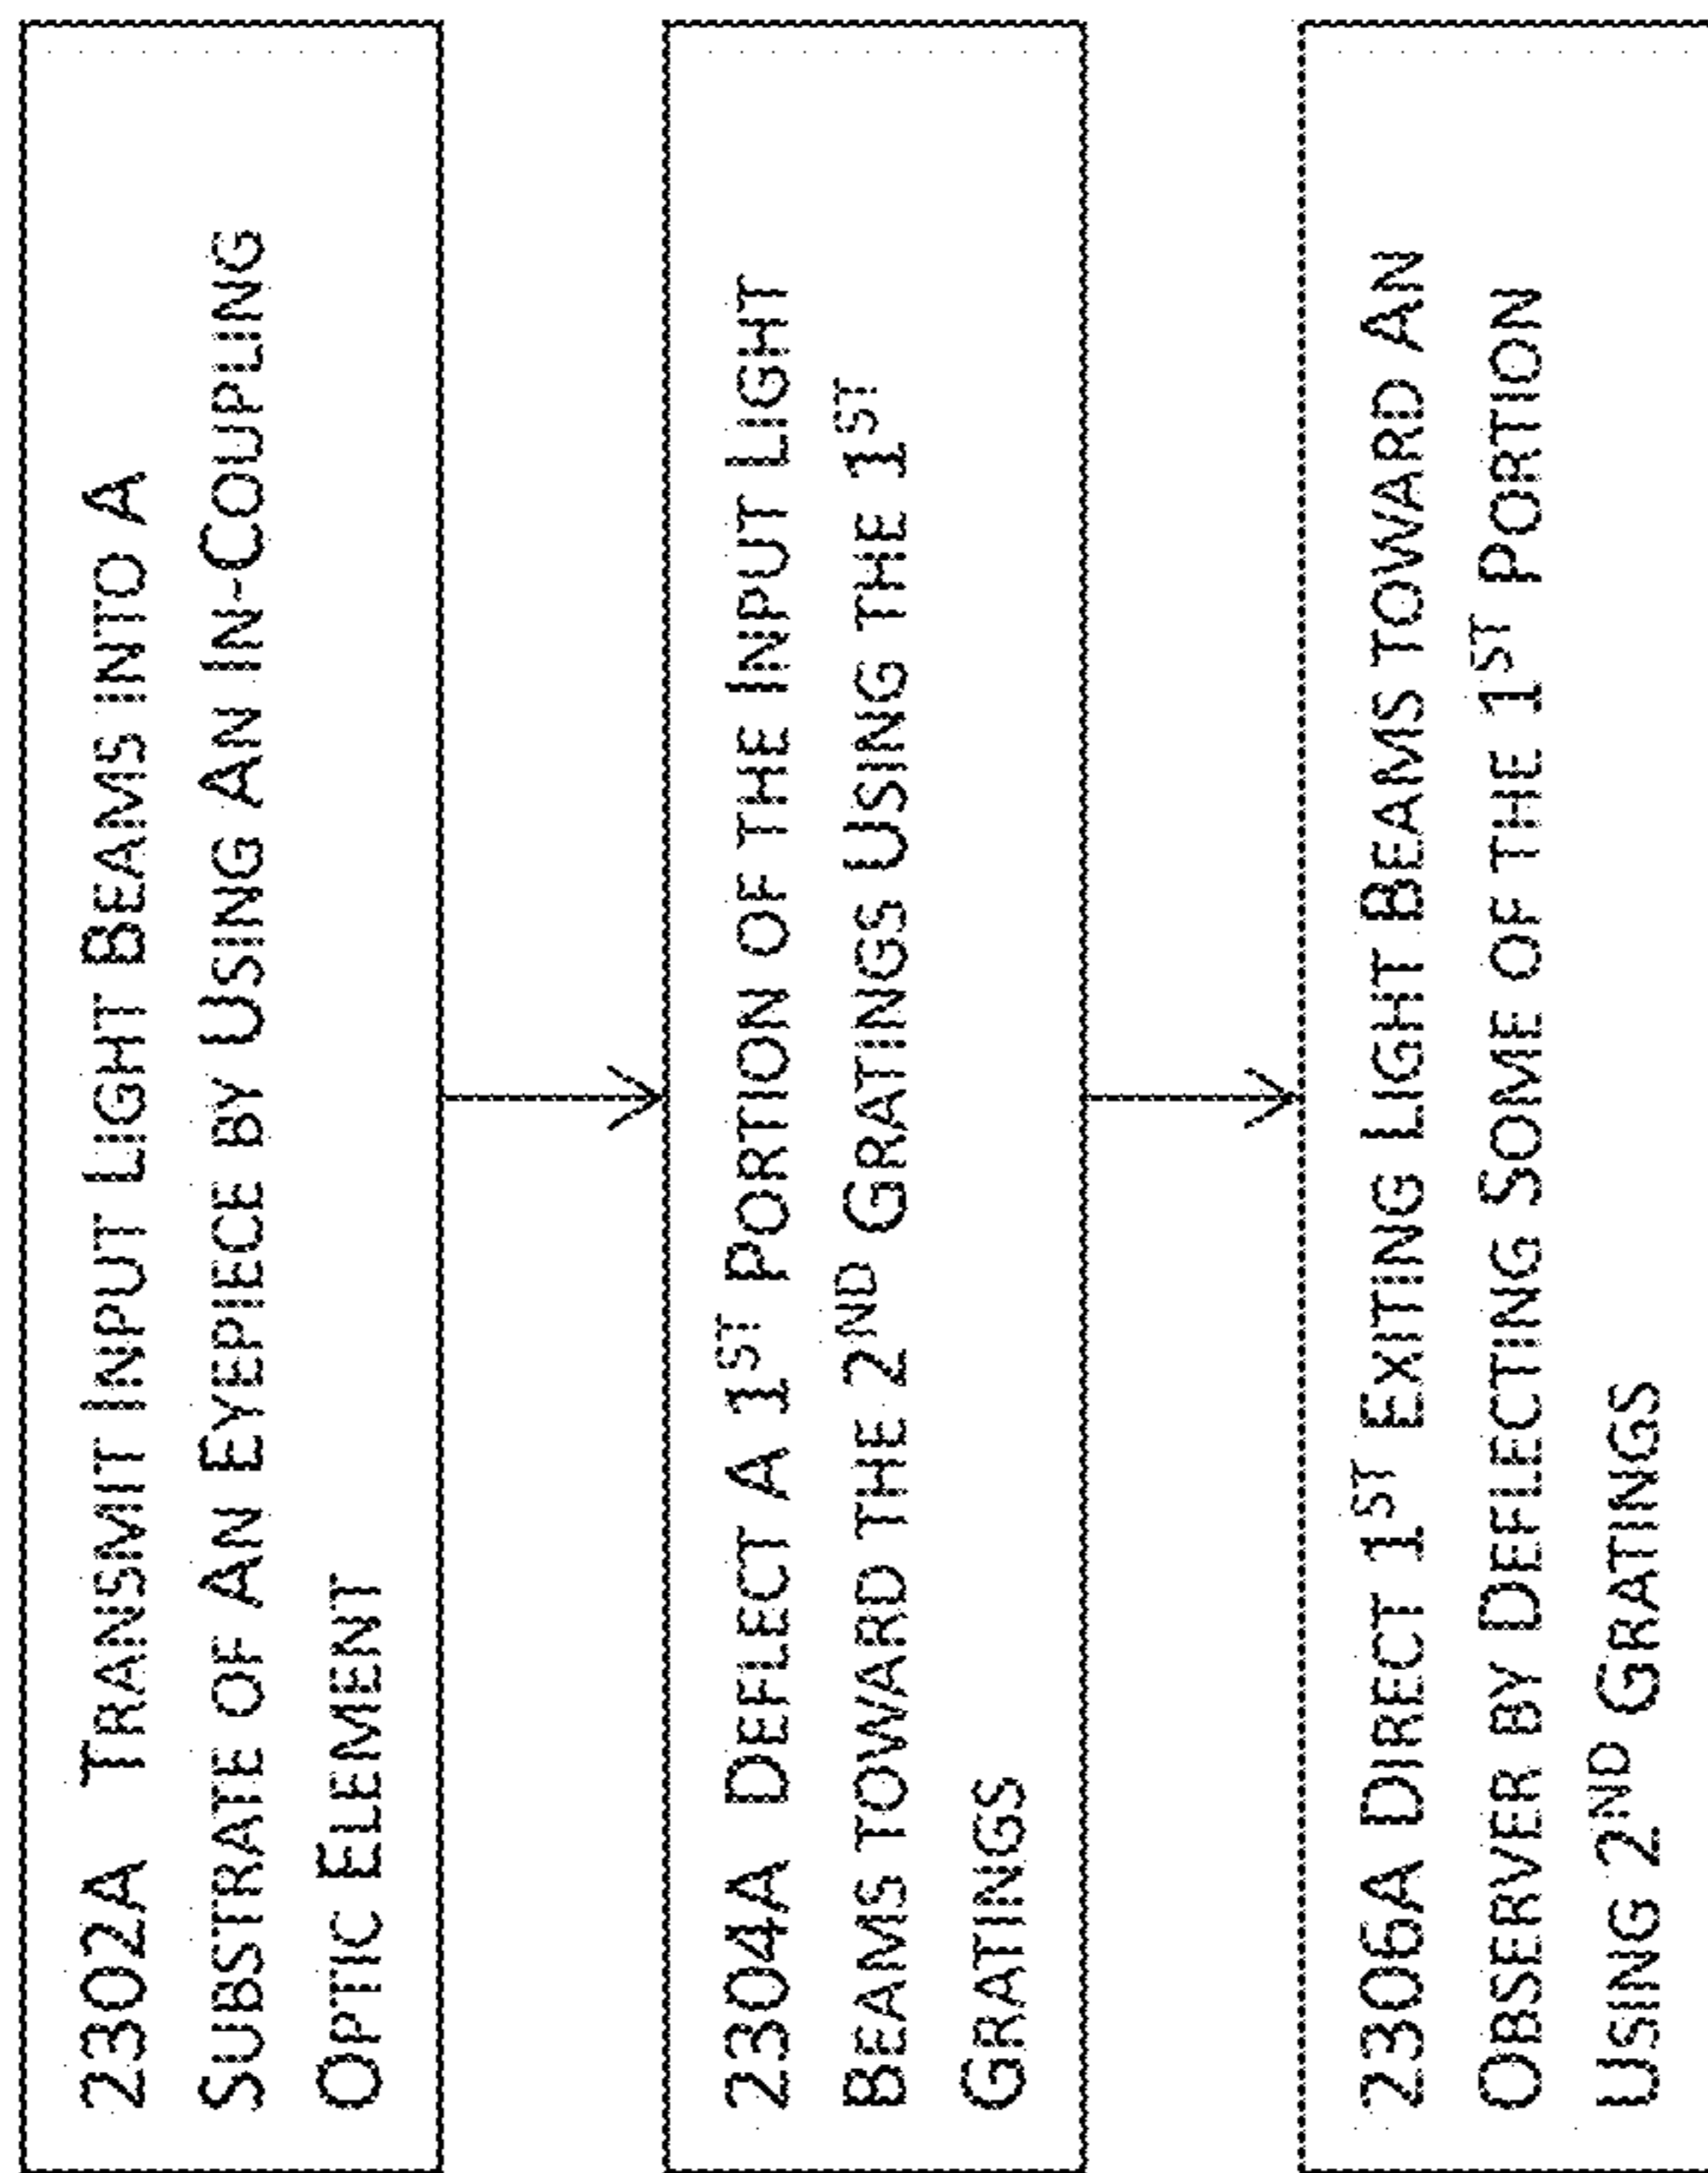 2302A TRANSMIT INPUT LIGHT BEAMS INTO A
SUBSTRATE OF AN EYEPIECE BY USING AN IN-COUPLING
OPTIC ELEMENT
2304A DEFLECT A 1ST PORTION OF THE INPUT LIGHT
BEAMS TOWARD THE 2ND GRATINGS USING THE 1ST
GRATINGS
2306A DIRECT 1ST EXITING LIGHT BEAMS TOWARD AN
OBSERVER BY DEFLECTING SOME OF THE 1ST PORTION
USING 2ND GRATINGS